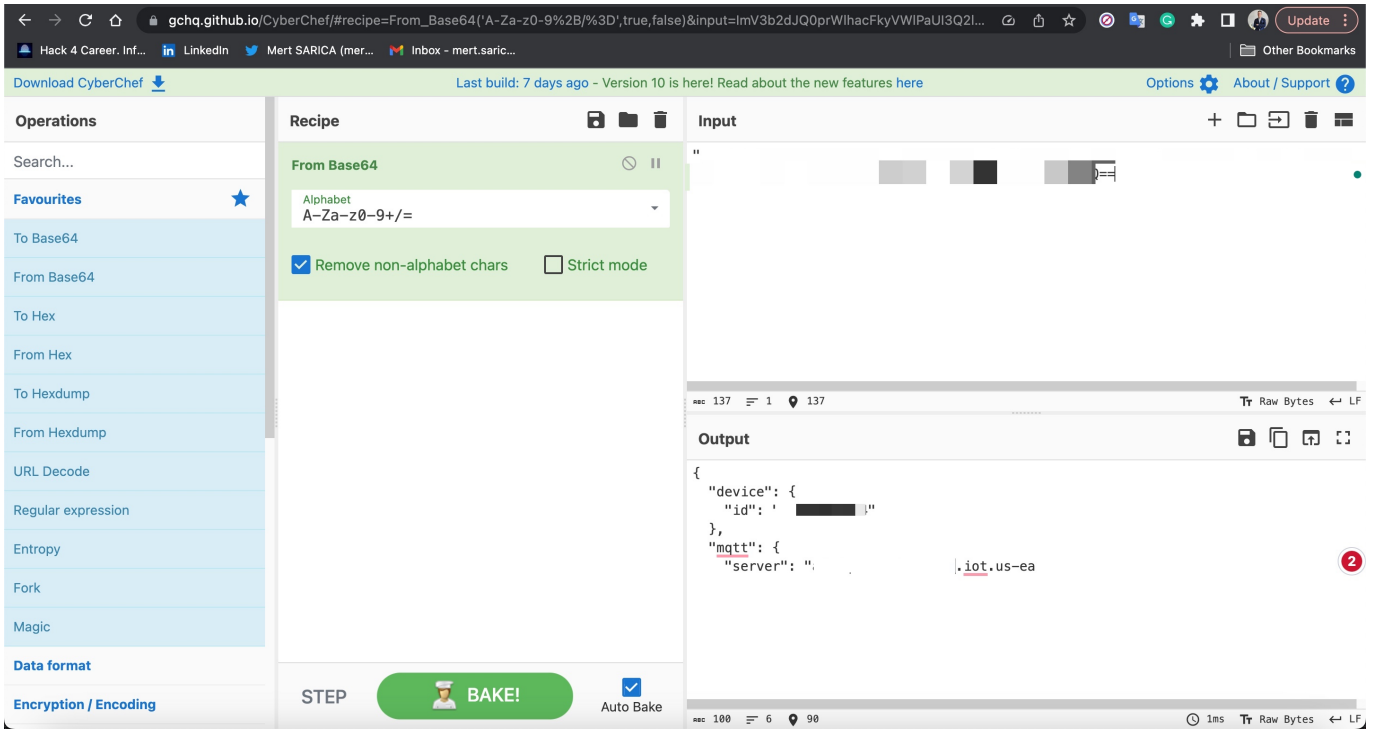 gchq.github.io/CyberChef/#recipe=From_Base64('A-Za-z0-9%2B/%3D',true,false)&input=ImV3b2dJQ0prWlhacFkyVWlPaUI3Q2l... Update
Hack 4 Career. Inf... LinkedIn Mert SARICA (mer... Inbox - mert.saric... Other Bookmarks
Download CyberChef Last build: 7 days ago - Version 10 is here! Read about the new features here Options About / Support
Operations
Search...
Favourites
To Base64
From Base64
To Hex
From Hex
To Hexdump
From Hexdump
URL Decode
Regular expression
Entropy
Fork
Magic
Data format
Encryption / Encoding
Recipe
From Base64
Alphabet
A-Za-z0-9+/=
Remove non-alphabet chars Strict mode
STEP BAKE! Auto Bake
Input
"
==
ABC 137 1 137 Tr Raw Bytes LF
Output
{
"device": {
"id": ' "
},
"mqtt": {
"server": " .iot.us-ea
2
ABC 100 6 90 1ms Tr Raw Bytes LF